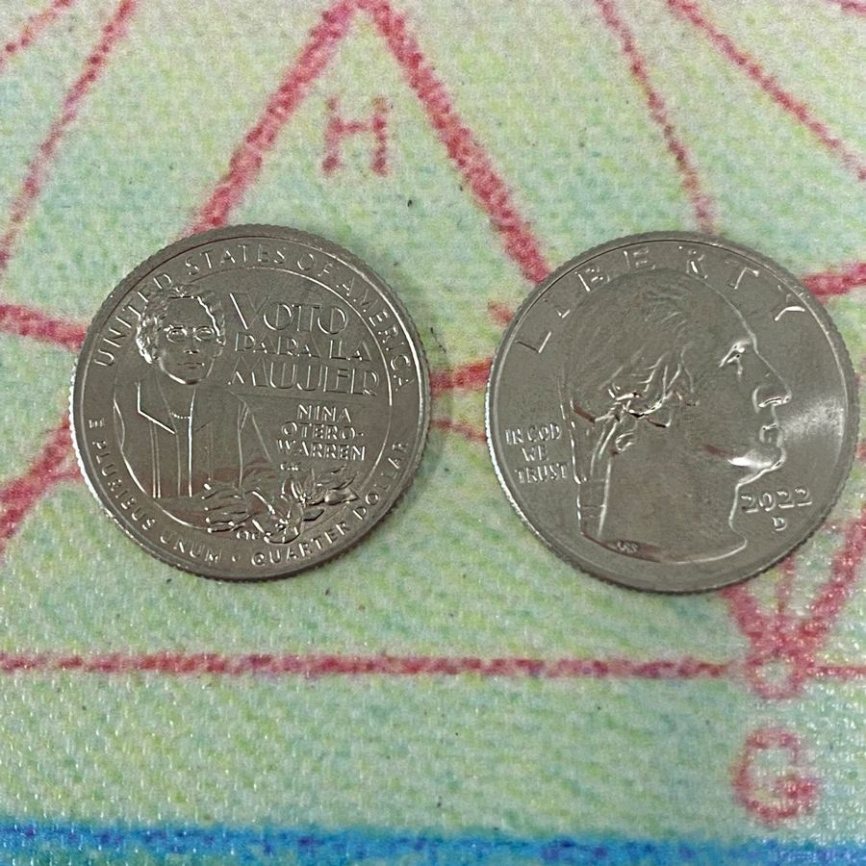 H
UNITED STATES OF AMERICA
VOTO
PARA LA
MUJER
NINA
OTERO-
WARREN
E PLURIBUS UNUM • QUARTER DOLLAR
LIBERTY
IN GOD
WE
TRUST
2022
D
G